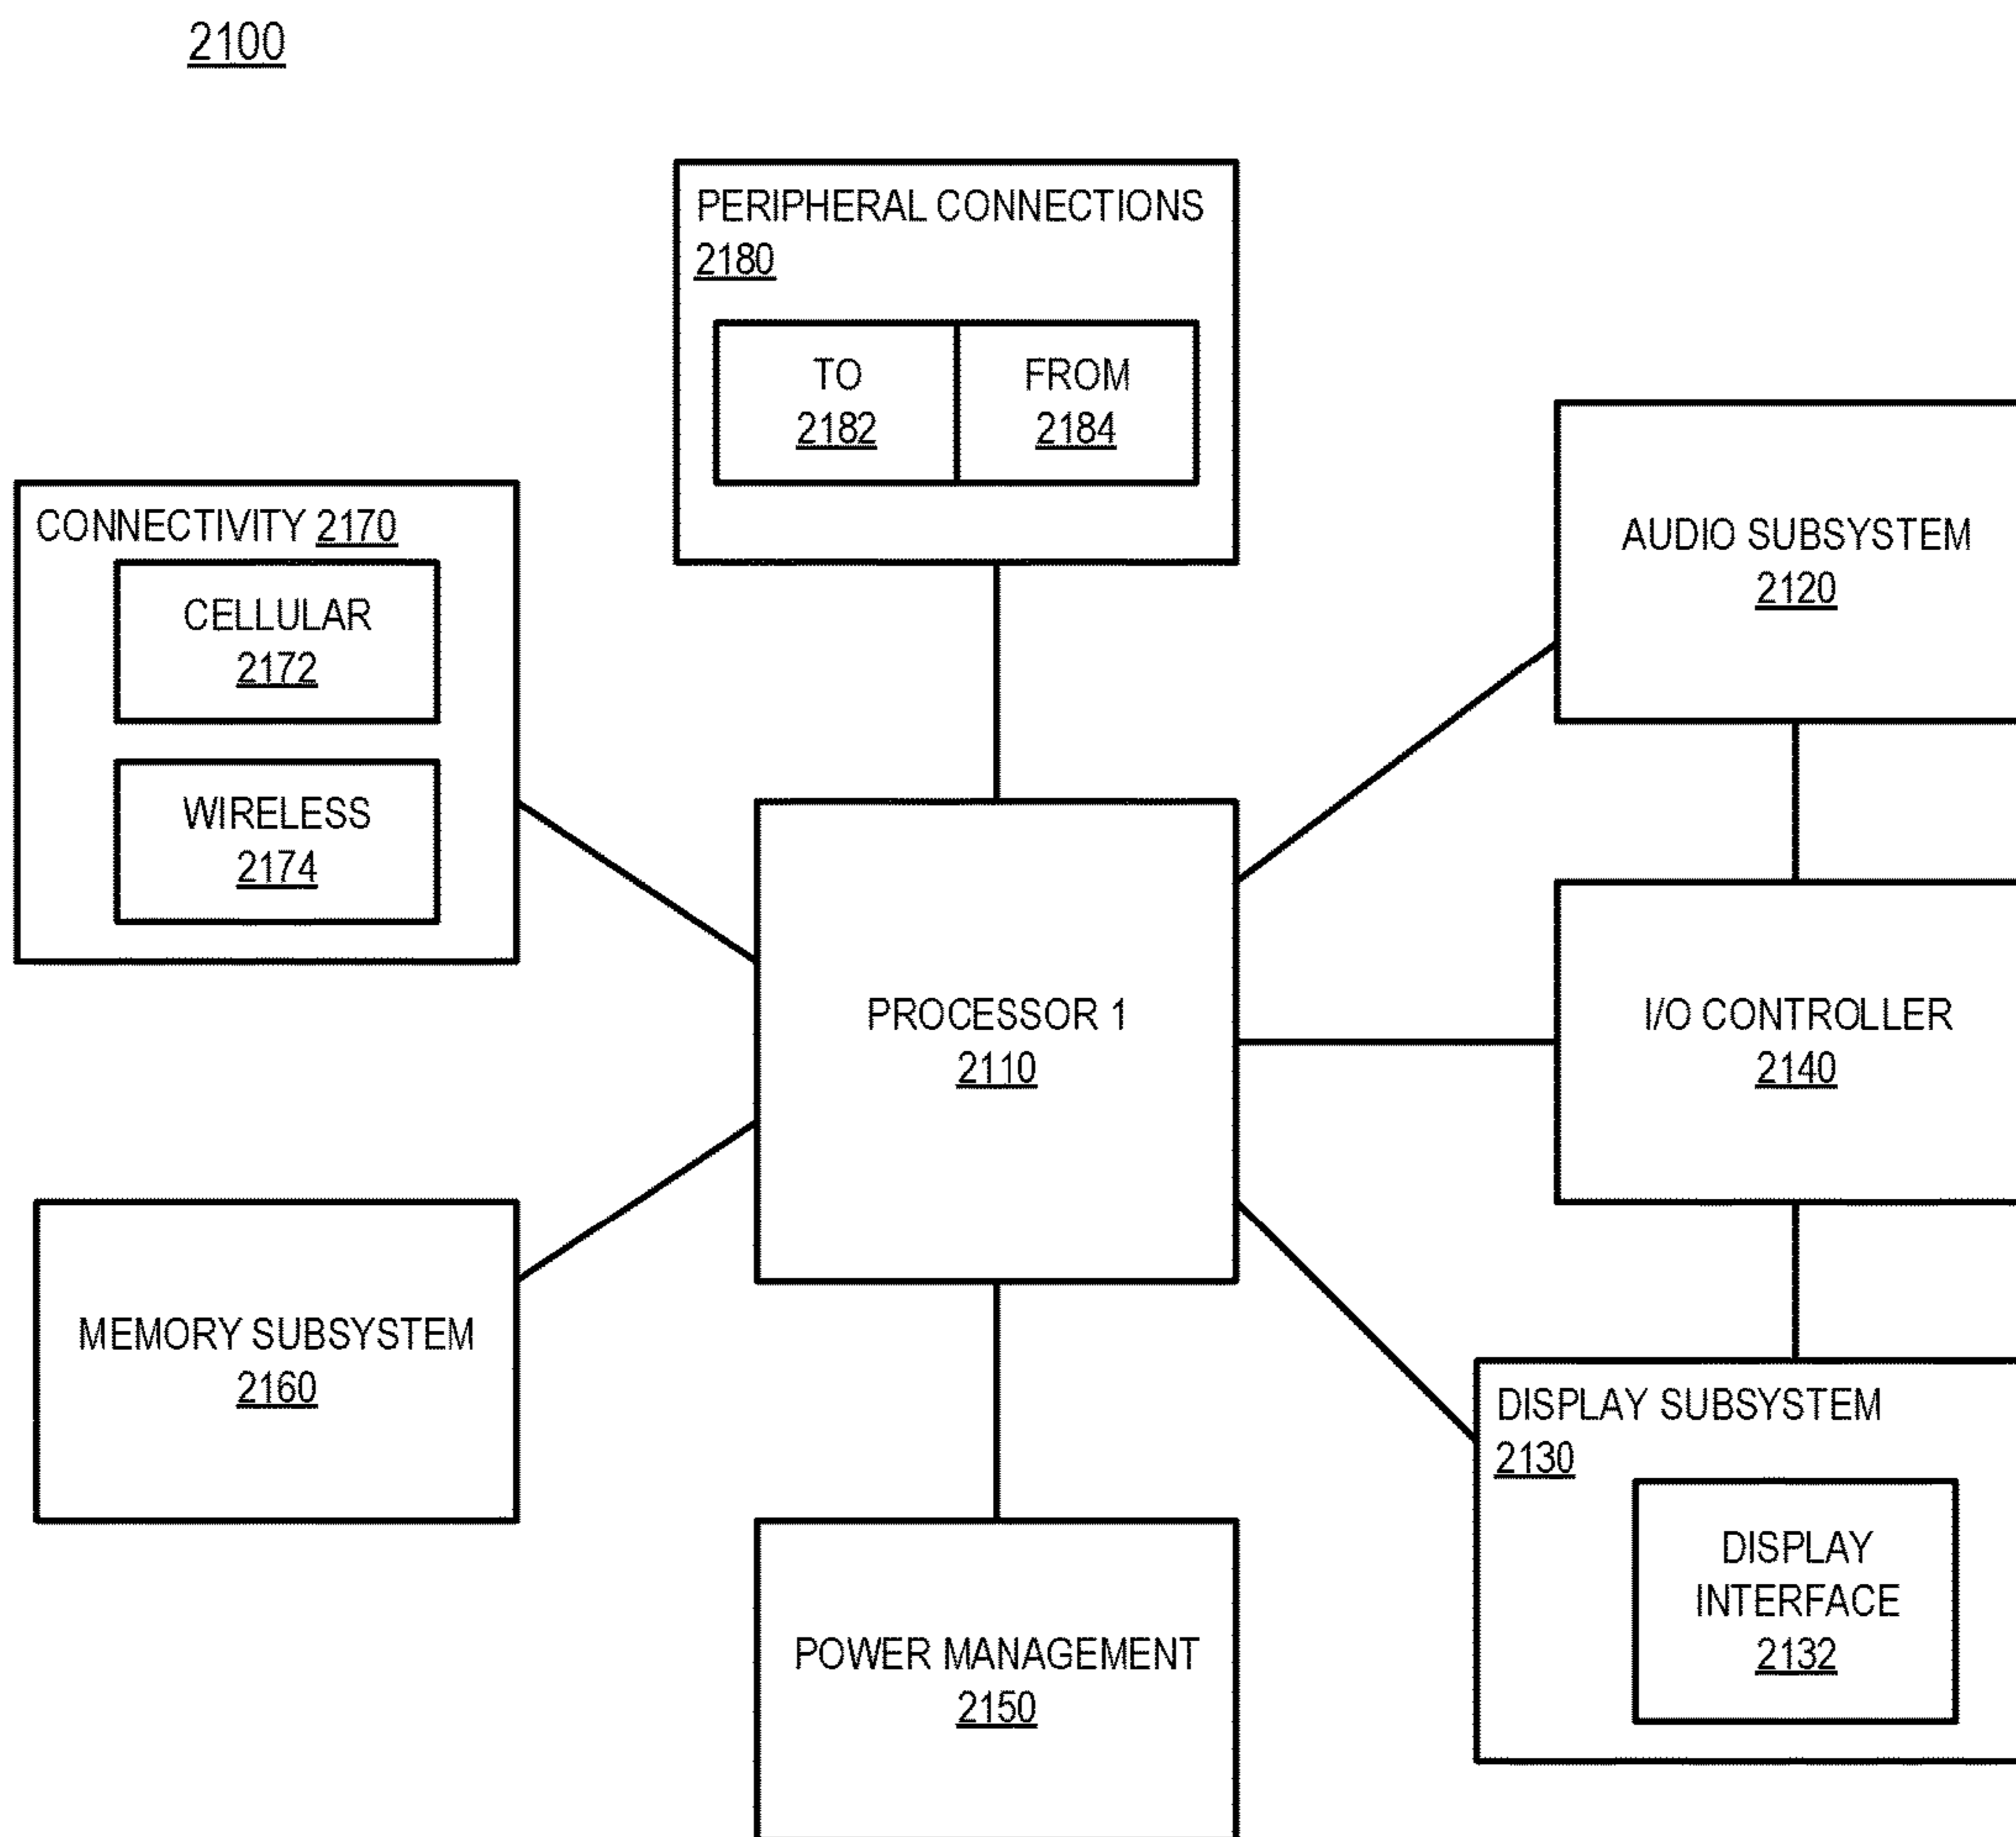 2100
PERIPHERAL CONNECTIONS
2180
TO
2182
FROM
2184
CONNECTIVITY 2170
CELLULAR
2172
WIRELESS
2174
AUDIO SUBSYSTEM
2120
PROCESSOR 1
2110
I/O CONTROLLER
2140
MEMORY SUBSYSTEM
2160
DISPLAY SUBSYSTEM
2130
DISPLAY
INTERFACE
2132
POWER MANAGEMENT
2150